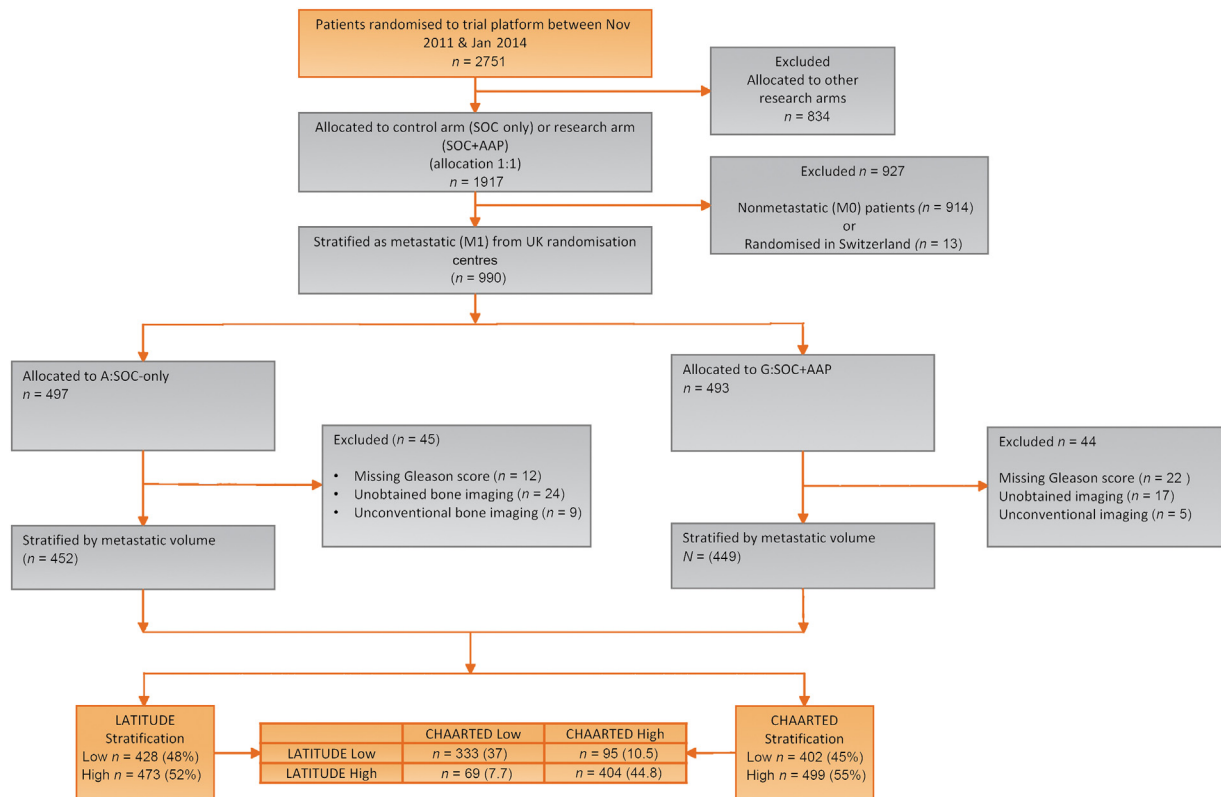 Patients randomised to trial platform between Nov
2011 & Jan 2014
n = 2751
Excluded
Allocated to other
research arms
n = 834
Allocated to control arm (SOC only) or research arm
(SOC+AAP)
(allocation 1:1)
n = 1917
Excluded n = 927
Nonmetastatic (M0) patients (n = 914)
or
Randomised in Switzerland (n = 13)
Stratified as metastatic (M1) from UK randomisation
centres
(n = 990)
Allocated to A:SOC-only
n = 497
Allocated to G:SOC+AAP
n = 493
Excluded (n = 45)
• Missing Gleason score (n = 12)
• Unobtained bone imaging (n = 24)
• Unconventional bone imaging (n = 9)
Excluded n = 44
Missing Gleason score (n = 22 )
Unobtained imaging (n = 17)
Unconventional imaging (n = 5)
Stratified by metastatic volume
(n = 452)
Stratified by metastatic volume
N = (449)
LATITUDE
Stratification
Low n = 428 (48%)
High n = 473 (52%)
CHAARTED Low CHAARTED High
LATITUDE Low n = 333 (37) n = 95 (10.5)
LATITUDE High n = 69 (7.7) n = 404 (44.8)
CHAARTED
Stratification
Low n = 402 (45%)
High n = 499 (55%)